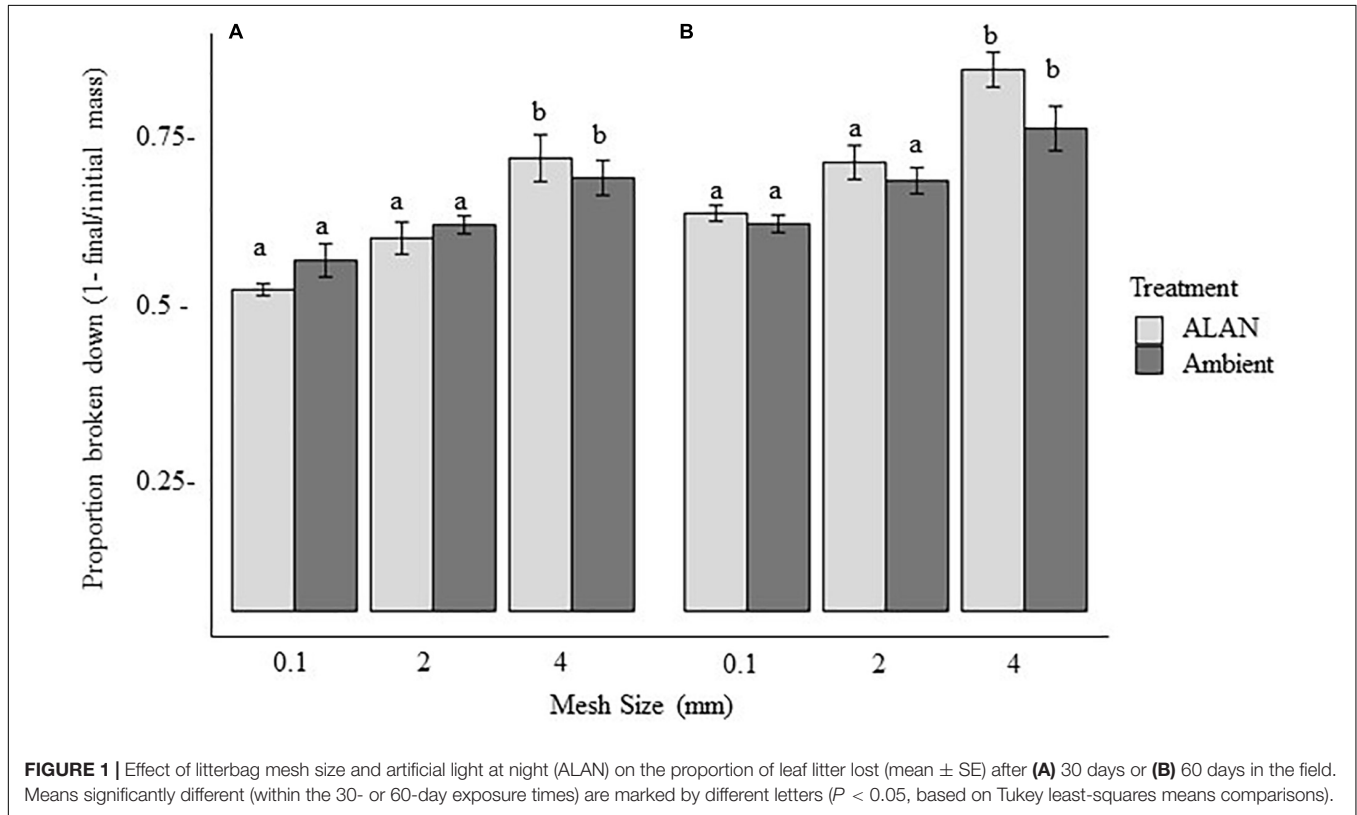 A
B
Proportion broken down (1- final/initial mass)
0.75-
0.5 -
0.25-
a
a
a
a
b
b
a
a
a
a
b
b
0.1
2
4
0.1
2
4
Mesh Size (mm)
Treatment
ALAN
Ambient
FIGURE 1 | Effect of litterbag mesh size and artificial light at night (ALAN) on the proportion of leaf litter lost (mean ± SE) after (A) 30 days or (B) 60 days in the field.
Means significantly different (within the 30- or 60-day exposure times) are marked by different letters (P < 0.05, based on Tukey least-squares means comparisons).